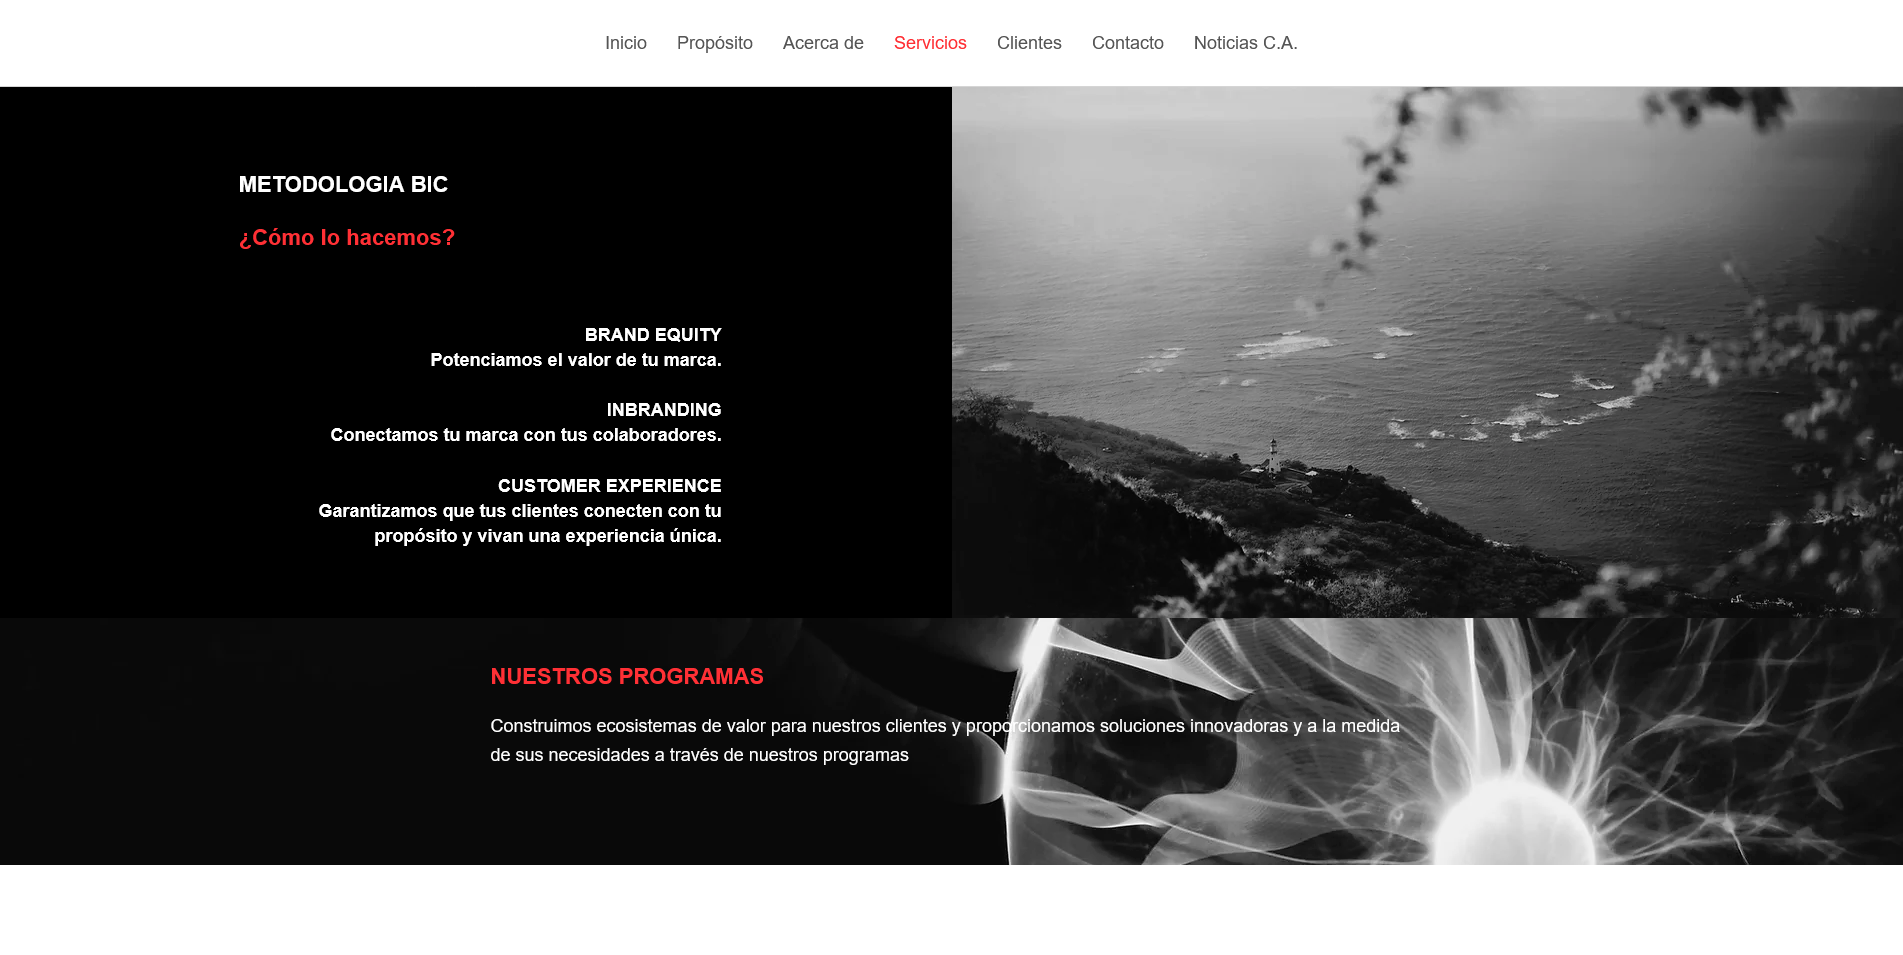 Inicio Propósito Acerca de Servicios Clientes Contacto Noticias C.A.
METODOLOGIA BIC
¿Cómo lo hacemos?
BRAND EQUITY
Potenciamos el valor de tu marca.
INBRANDING
Conectamos tu marca con tus colaboradores.
CUSTOMER EXPERIENCE
Garantizamos que tus clientes conecten con tu
propósito y vivan una experiencia única.
NUESTROS PROGRAMAS
Construimos ecosistemas de valor para nuestros clientes y proporcionamos soluciones innovadoras y a la medida
de sus necesidades a través de nuestros programas